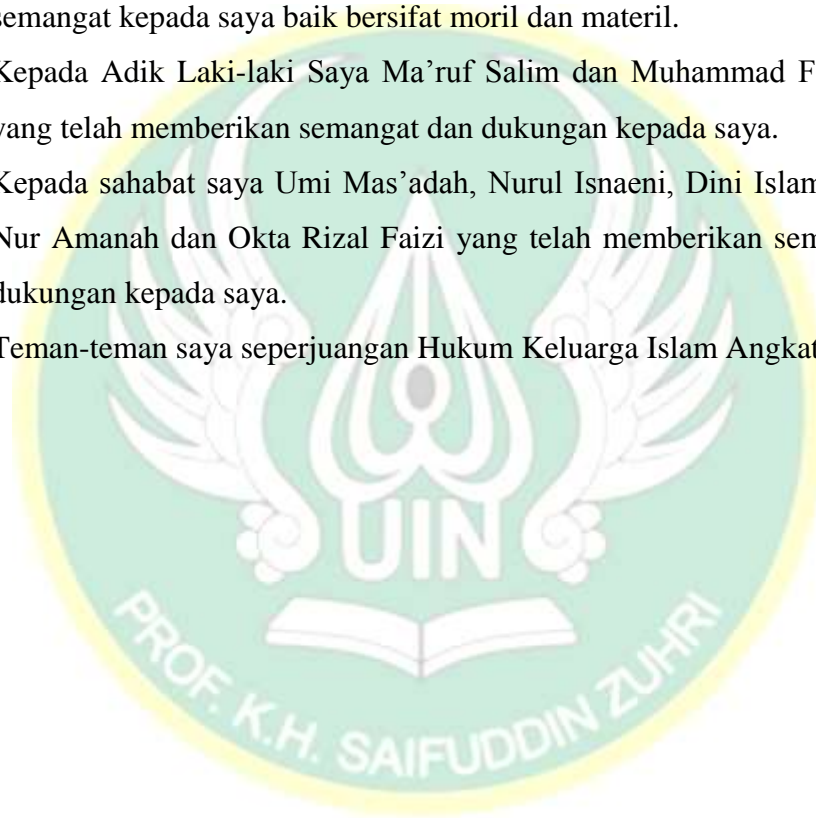 semangat kepada saya baik bersifat moril dan materil.
Kepada Adik Laki-laki Saya Ma’ruf Salim dan Muhammad F
yang telah memberikan semangat dan dukungan kepada saya.
Kepada sahabat saya Umi Mas’adah, Nurul Isnaeni, Dini Islam
Nur Amanah dan Okta Rizal Faizi yang telah memberikan sem
dukungan kepada saya.
Teman-teman saya seperjuangan Hukum Keluarga Islam Angkat
UIN
PROF. K.H. SAIFUDDIN ZUHRI